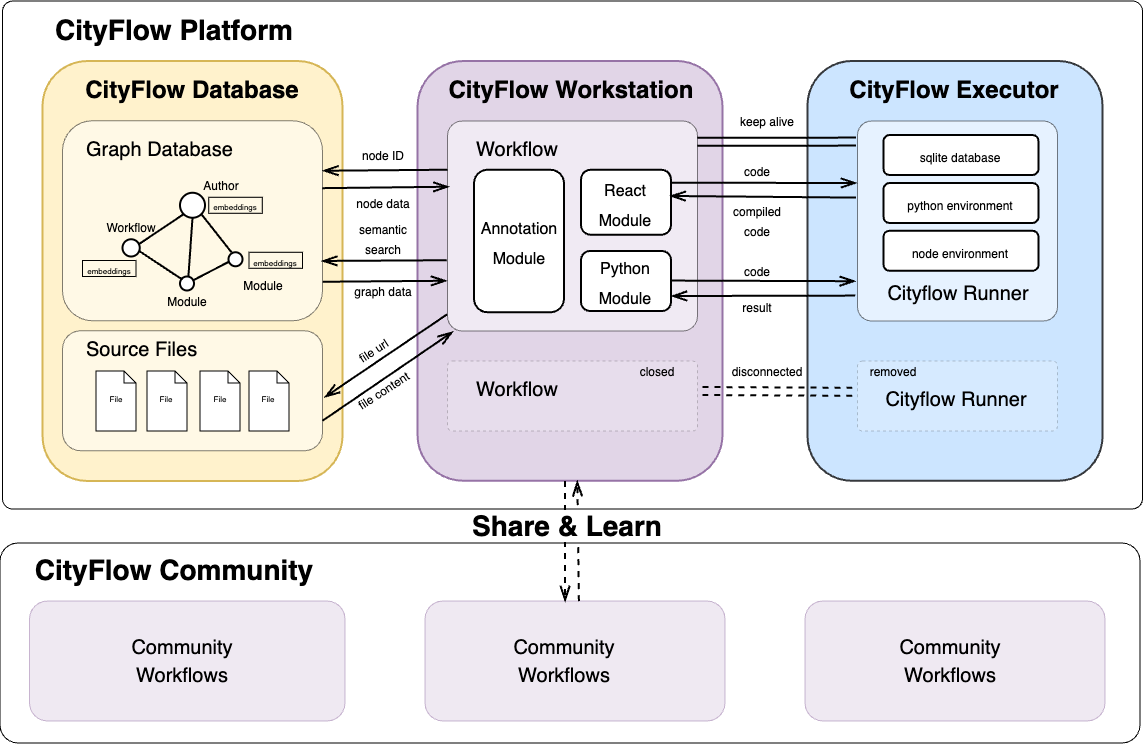 CityFlow Platform
CityFlow Database
Graph Database
Author
embeddings
Workflow
embeddings
embeddings
Module
Module
Source Files
File
File
File
File
node ID
node data
semantic
search
graph data
file url
file content
CityFlow Workstation
Workflow
Annotation
Module
React
Module
Python
Module
Workflow
closed
keep alive
code
compiled
code
code
result
disconnected
CityFlow Executor
sqlite database
python environment
node environment
Cityflow Runner
removed
Cityflow Runner
Share & Learn
CityFlow Community
Community
Workflows
Community
Workflows
Community
Workflows